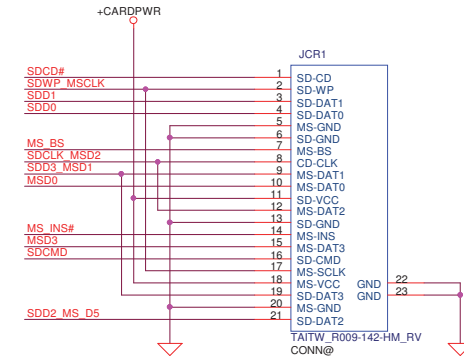 +CARDPWR
JCR1
SDCD# 1 SD-CD
SDWP_MSCLK 2 SD-WP
SDD1 3 SD-DAT1
SDD0 4 SD-DAT0
5 MS-GND
6 SD-GND
MS_BS 7 MS-BS
SDCLK_MSD2 8 CD-CLK
SDD3_MSD1 9 MS-DAT1
MSD0 10 MS-DAT0
11 SD-VCC
12 MS-DAT2
13 SD-GND
MS_INS# 14 MS-INS
MSD3 15 MS-DAT3
SDCMD 16 SD-CMD
17 MS-SCLK
18 MS-VCC GND 22
19 SD-DAT3 GND 23
20 MS-GND
SDD2_MS_D5 21 SD-DAT2
TAITW_R009-142-HM_RV
CONN@